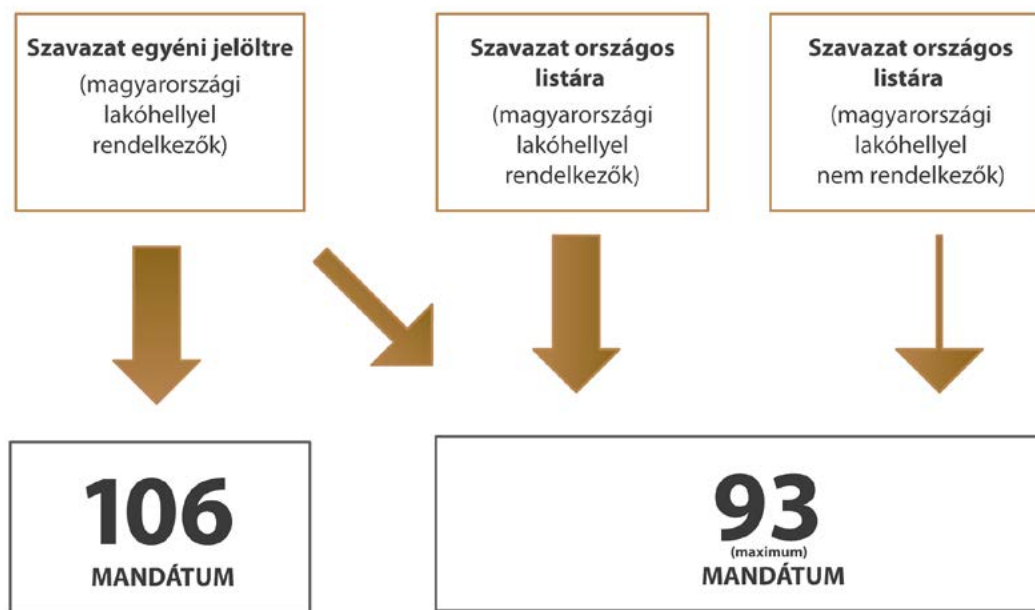 Szavazat egyéni jelöltre
(magyarországi
lakóhellyel
rendelkezők)
Szavazat országos
listára
(magyarországi
lakóhellyel
rendelkezők)
Szavazat országos
listára
(magyarországi
lakóhellyel
nem rendelkezők)
106
MANDÁTUM
93
(maximum)
MANDÁTUM